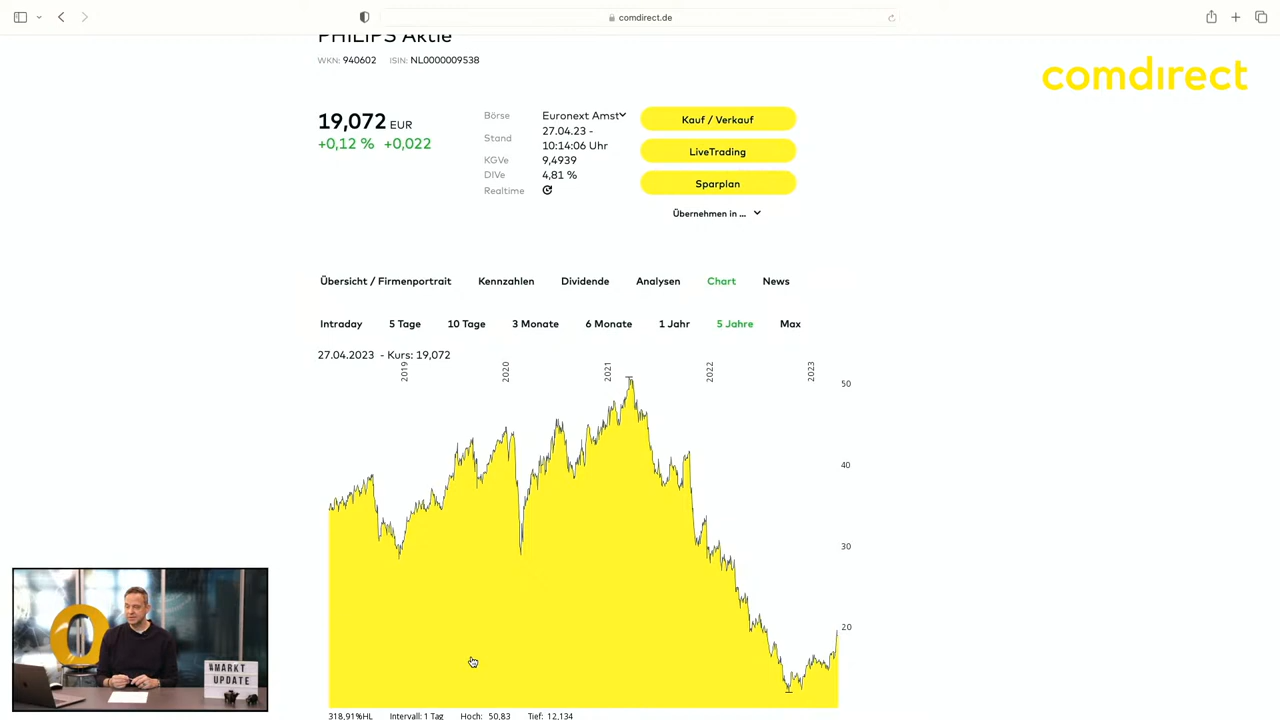 comdirect.de
comdirect
PHILIPS Aktie
WKN: 940602 ISIN: NL0000009538
19,072 EUR
+0,12 % +0,022
Börse Euronext Amst
Stand 27.04.23 -
10:14:06 Uhr
KGVe 9,4939
DIVe 4,81 %
Realtime
Kauf / Verkauf
LiveTrading
Sparplan
Übernehmen in ...
Übersicht / Firmenportrait Kennzahlen Dividende Analysen Chart News
Intraday 5 Tage 10 Tage 3 Monate 6 Monate 1 Jahr 5 Jahre Max
27.04.2023 - Kurs: 19,072
2019 2020 2021 2022 2023
50
40
30
20
318,91%HL Intervall: 1 Tag Hoch: 50,83 Tief: 12,134
#MARKT
UPDATE